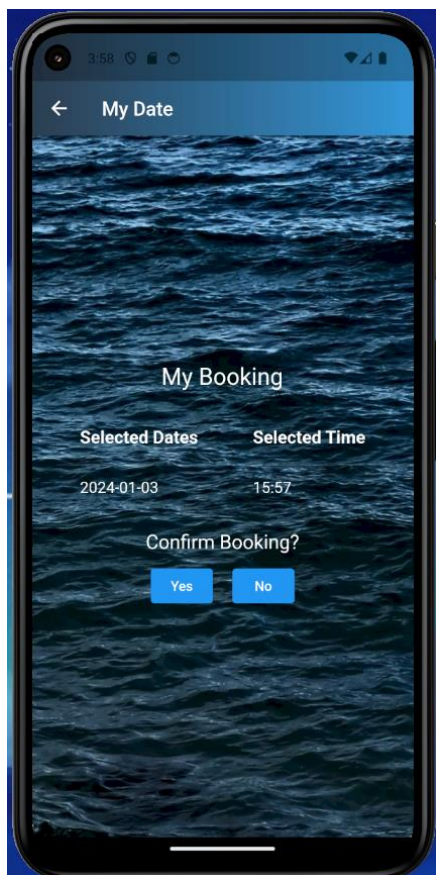 3:58
My Date
My Booking
Selected Dates Selected Time
2024-01-03 15:57
Confirm Booking?
Yes No